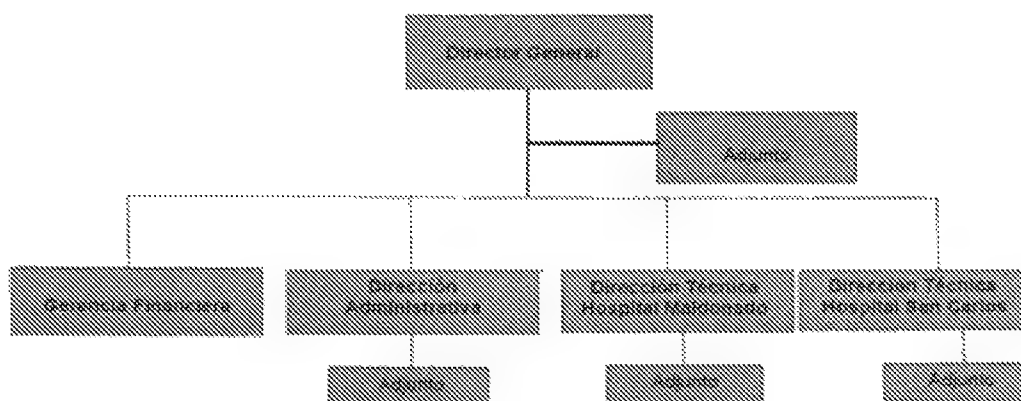 Director General
Adjunto
Gerencia Financiera
Dirección
Administrativa
Dirección Técnica
Hospital Maldonado
Dirección Técnica
Hospital San Carlos
Adjunto
Adjunto
Adjunto